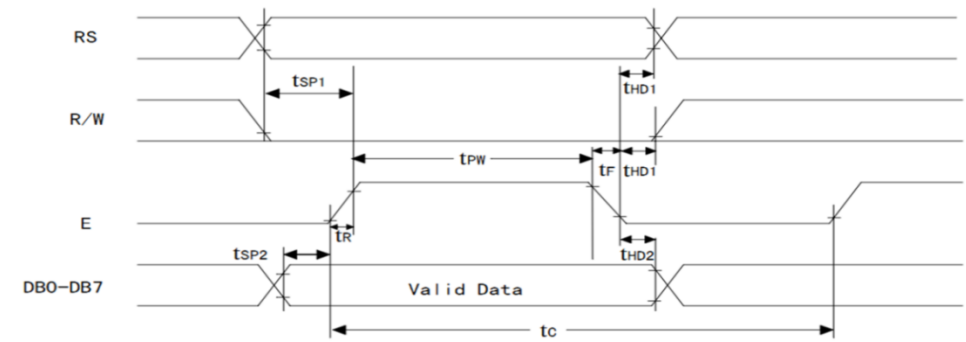 RS
tSP1
tHD1
R/W
tPW
tF
tHD1
E
tR
tSP2
tHD2
DB0-DB7
Valid Data
tC